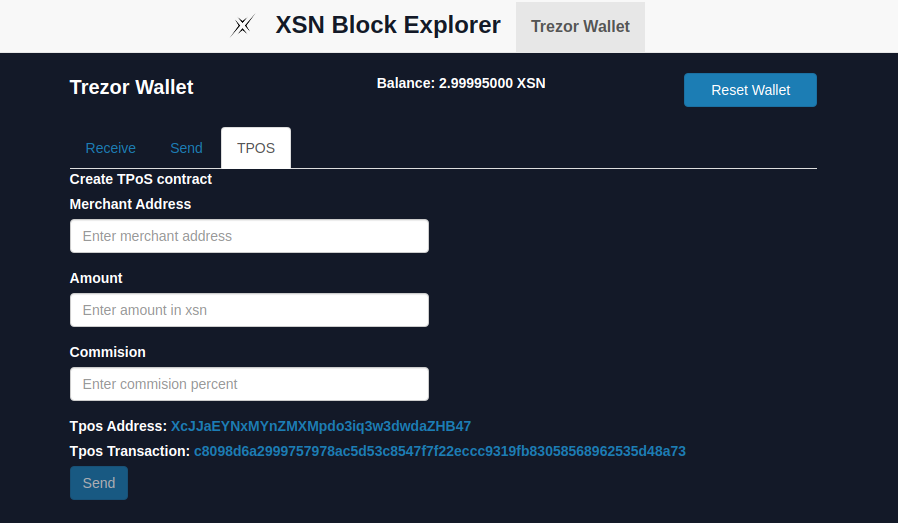 XSN Block Explorer Trezor Wallet
Trezor Wallet Balance: 2.99995000 XSN Reset Wallet
Receive Send TPOS
Create TPoS contract
Merchant Address
Enter merchant address
Amount
Enter amount in xsn
Commision
Enter commision percent
Tpos Address: XcJJaEYNxMYnZMXMpdo3iq3w3dwdaZHB47
Tpos Transaction: c8098d6a2999757978ac5d53c8547f7f22eccc9319fb83058568962535d48a73
Send